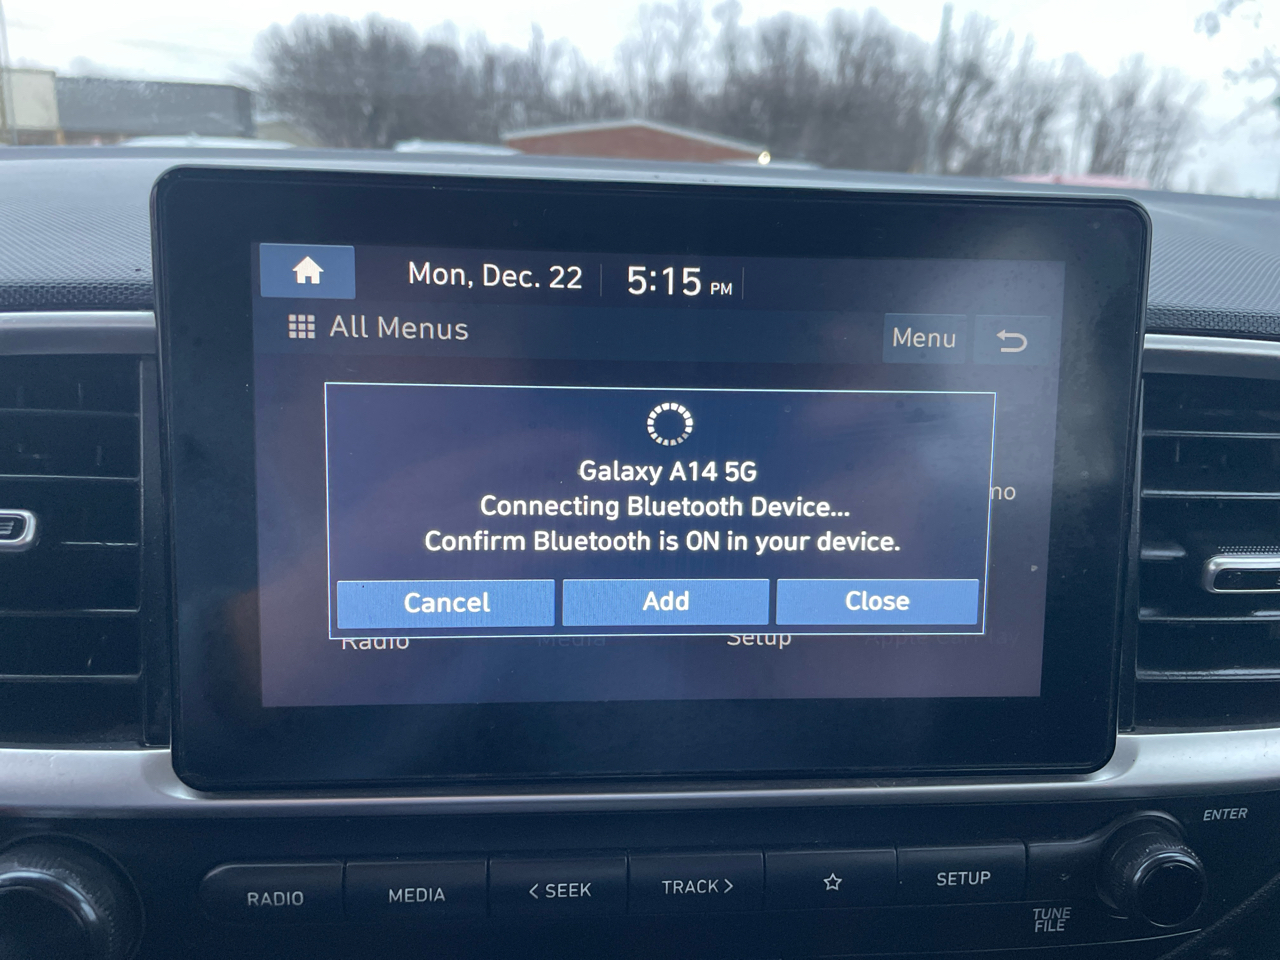 Mon, Dec. 22 5:15 PM
All Menus Menu
Galaxy A14 5G
Connecting Bluetooth Device...
Confirm Bluetooth is ON in your device.
Cancel Add Close
Radio Media Setup
RADIO MEDIA < SEEK TRACK > ☆ SETUP
ENTER
TUNE
FILE